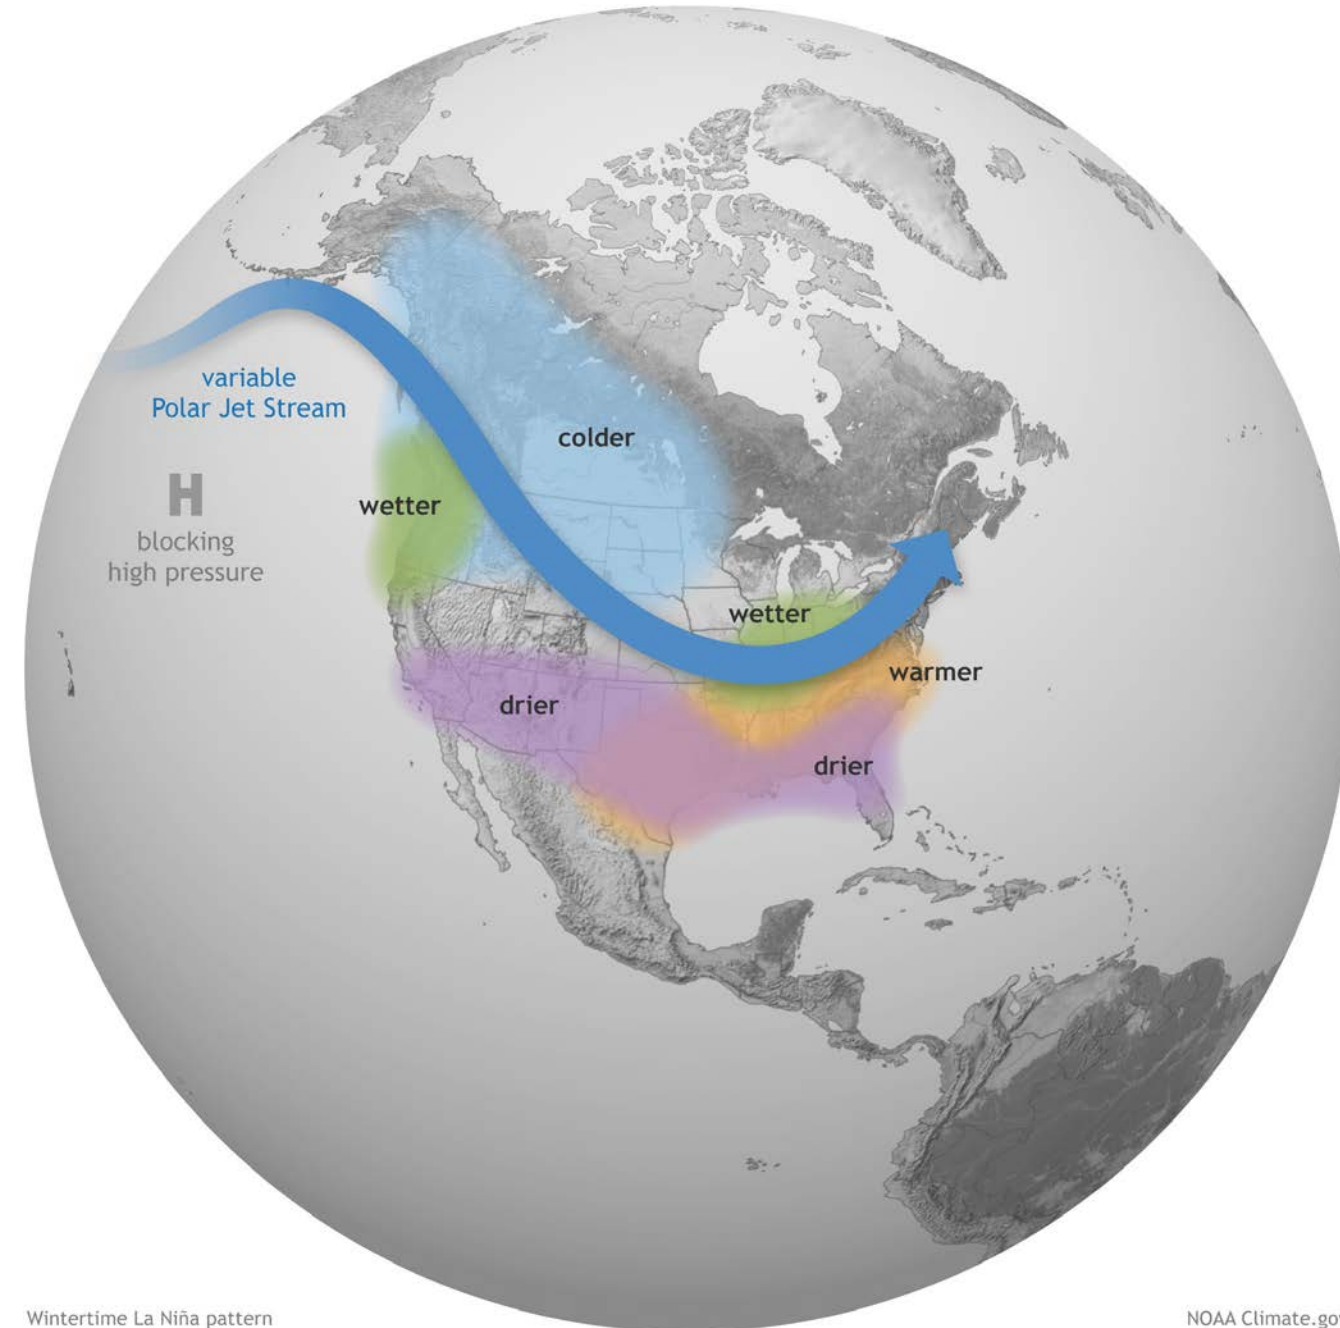 variable
Polar Jet Stream
colder
H
wetter
blocking
high pressure
wetter
warmer
drier
drier
Wintertime La Niña pattern
NOAA Climate.gov